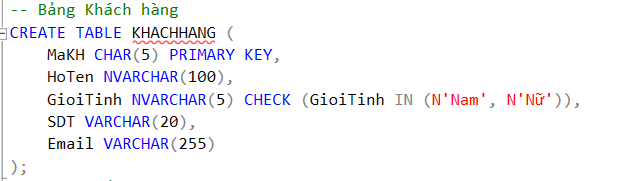 -- Bảng Khách hàng
CREATE TABLE KHACHHANG (
    MaKH CHAR(5) PRIMARY KEY,
    HoTen NVARCHAR(100),
    GioiTinh NVARCHAR(5) CHECK (GioiTinh IN (N'Nam', N'Nữ')),
    SDT VARCHAR(20),
    Email VARCHAR(255)
);